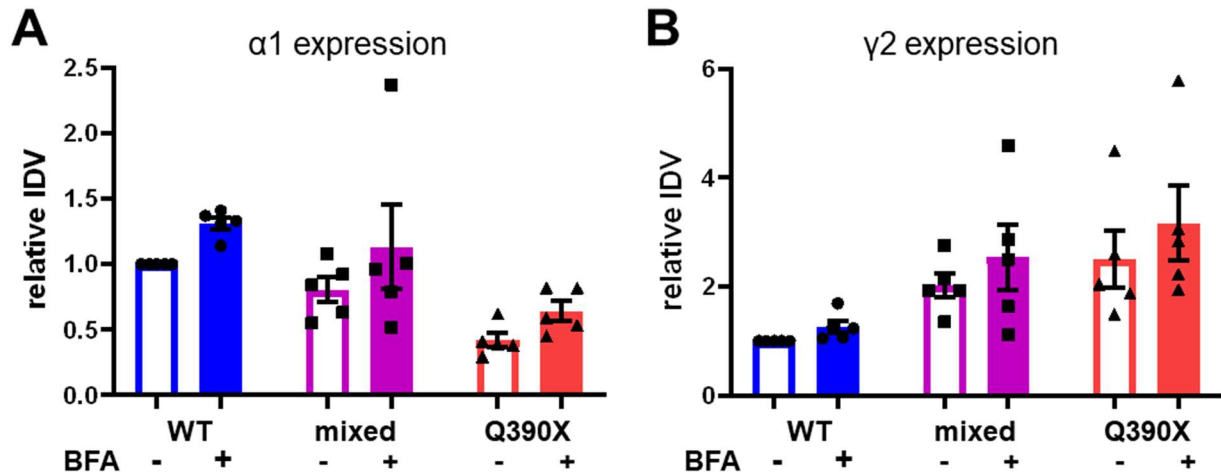 A
α1 expression
relative IDV
2.5
2.0
1.5
1.0
0.5
0.0
WT mixed Q390X
BFA - + - + - +
B
γ2 expression
relative IDV
6
4
2
0
WT mixed Q390X
BFA - + - + - +